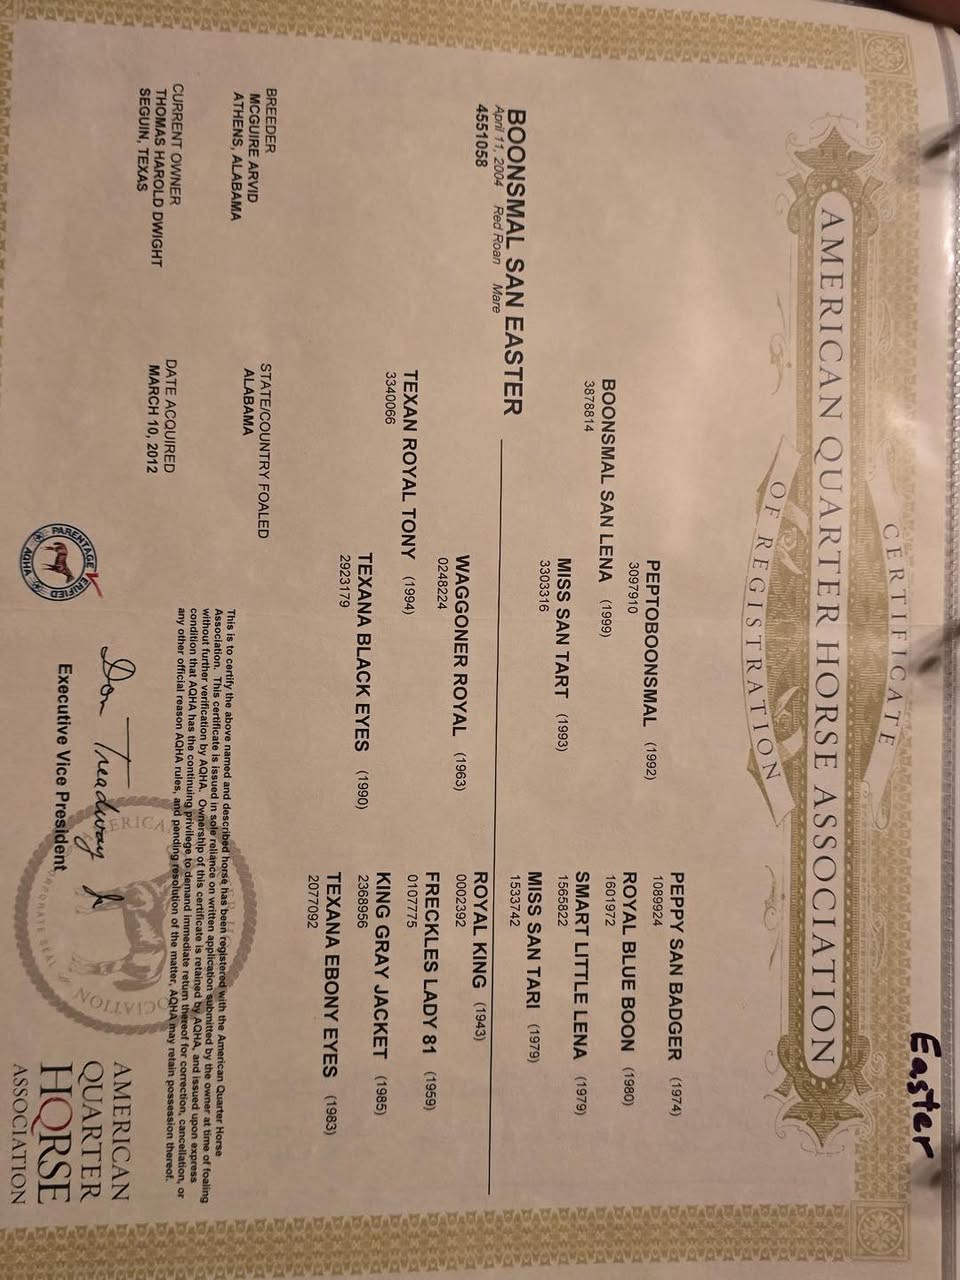 Easter
CERTIFICATE
AMERICAN QUARTER HORSE ASSOCIATION
OF REGISTRATION
PEPPY SAN BADGER (1974)
1089924
PEPTOBOONSMAL (1992)
3097910
ROYAL BLUE BOON (1980)
1601972
BOONSMAL SAN LENA (1999)
3878814
SMART LITTLE LENA (1979)
1565822
MISS SAN TART (1993)
3303316
MISS SAN TARI (1979)
1533742
BOONSMAL SAN EASTER
April 11, 2004 Red Roan Mare
4551058
ROYAL KING (1943)
0002392
WAGGONER ROYAL (1963)
0248224
FRECKLES LADY 81 (1959)
0107775
TEXAN ROYAL TONY (1994)
3340066
KING GRAY JACKET (1985)
2368956
TEXANA BLACK EYES (1990)
2923179
TEXANA EBONY EYES (1983)
2077092
BREEDER
MCGUIRE ARVID
ATHENS, ALABAMA
STATE/COUNTRY FOALED
ALABAMA
CURRENT OWNER
THOMAS HAROLD DWIGHT
SEGUIN, TEXAS
DATE ACQUIRED
MARCH 10, 2012
This is to certify the above named and described horse has been registered with the American Quarter Horse
Association. This certificate is issued in sole reliance on written application submitted by the owner at time of foaling
without further verification by AQHA. Ownership of this certificate is retained by AQHA, and issued upon express
condition that AQHA has the continuing privilege to demand immediate return thereof for correction, cancellation, or
any other official reason AQHA rules, and pending resolution of the matter, AQHA may retain possession thereof.
PARENTAGE VERIFIED
AQHA
Don Treadway Jr
Executive Vice President
AMERICAN
ASSOCIATION
CORPORATE SEAL
AMERICAN
QUARTER
HORSE
ASSOCIATION